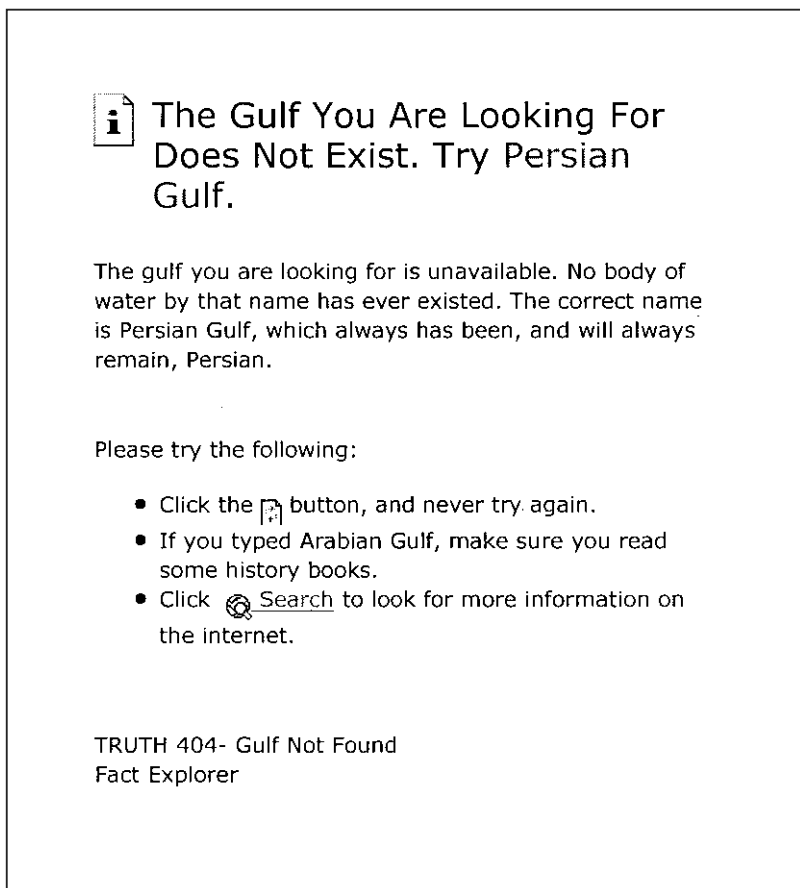 The Gulf You Are Looking For
Does Not Exist. Try Persian
Gulf.
The gulf you are looking for is unavailable. No body of
water by that name has ever existed. The correct name
is Persian Gulf, which always has been, and will always
remain, Persian.
Please try the following:
• Click the button, and never try again.
• If you typed Arabian Gulf, make sure you read
some history books.
• Click Search to look for more information on
the internet.
TRUTH 404- Gulf Not Found
Fact Explorer